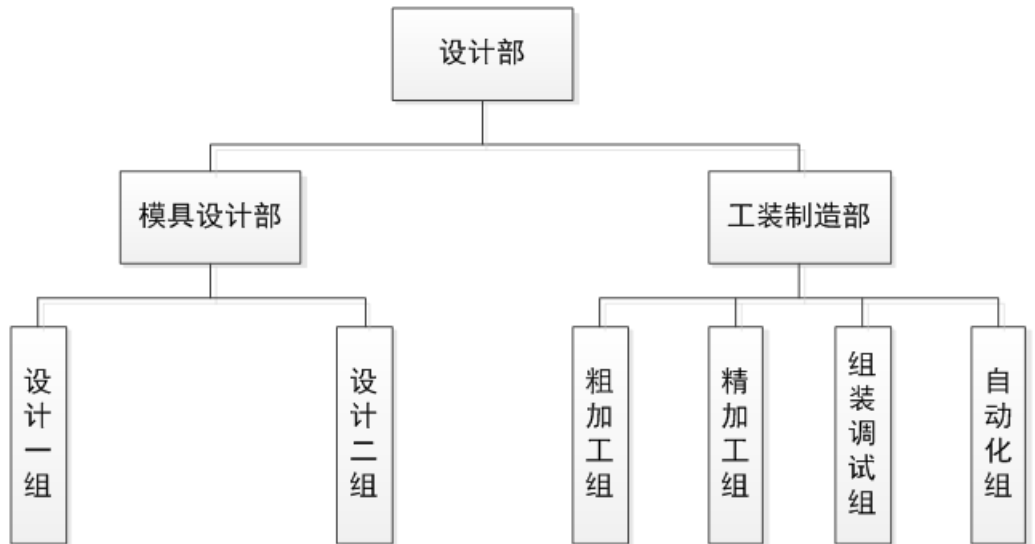 设计部
模具设计部
工装制造部
设计一组
设计二组
粗加工组
精加工组
组装调试组
自动化组